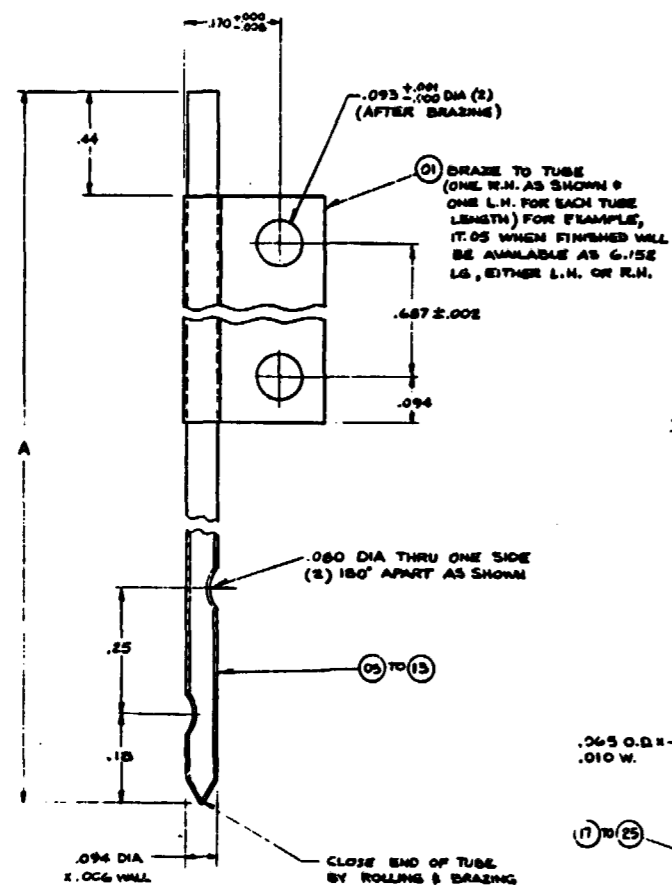 .170 +.000 -.005
.093 +.001 -.000 DIA (2)
(AFTER BRAZING)
.44
01 BRAZE TO TUBE
(ONE R.H. AS SHOWN &
ONE L.H. FOR EACH TUBE
LENGTH) FOR EXAMPLE,
IT. 05 WHEN FINISHED WILL
BE AVAILABLE AS 6.152
LG, EITHER L.H. OR R.H.
.687 ±.002
.094
A
.060 DIA THRU ONE SIDE
(2) 180° APART AS SHOWN
.25
05 TO 13
.18
.065 O.D. X
.010 W.
17 TO 25
.094 DIA
X .006 WALL
CLOSE END OF TUBE
BY ROLLING & BRAZING